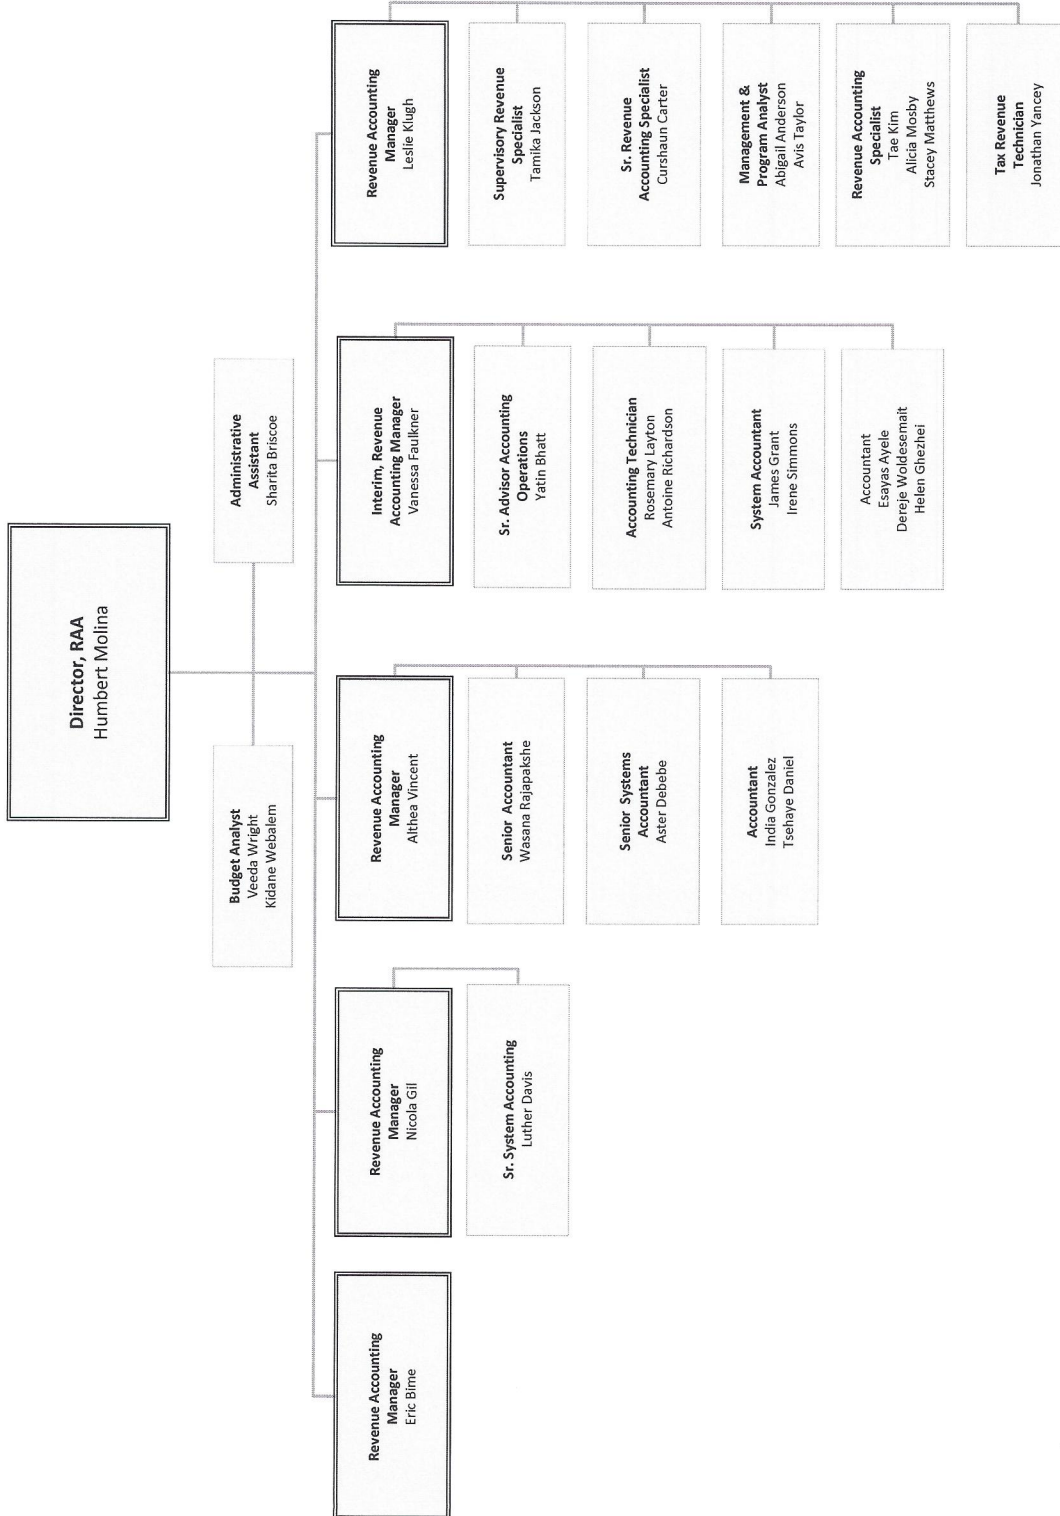 Director, RAA
Humbert Molina
Budget Analyst
Veeda Wright
Kidane Webalem
Administrative
Assistant
Sharita Briscoe
Revenue Accounting
Manager
Eric Bime
Revenue Accounting
Manager
Nicola Gil
Sr. System Accounting
Luther Davis
Revenue Accounting
Manager
Althea Vincent
Senior Accountant
Wasana Rajapakshe
Senior Systems
Accountant
Aster Debebe
Accountant
India Gonzalez
Tsehaye Daniel
Interim, Revenue
Accounting Manager
Vanessa Faulkner
Sr. Advisor Accounting
Operations
Yatin Bhatt
Accounting Technician
Rosemary Layton
Antoine Richardson
System Accountant
James Grant
Irene Simmons
Accountant
Esayas Ayele
Dereje Woldesemait
Helen Ghezhei
Revenue Accounting
Manager
Leslie Klugh
Supervisory Revenue
Specialist
Tamika Jackson
Sr. Revenue
Accounting Specialist
Curshaun Carter
Management &
Program Analyst
Abigail Anderson
Avis Taylor
Revenue Accounting
Specialist
Tae Kim
Alicia Mosby
Stacey Matthews
Tax Revenue
Technician
Jonathan Yancey